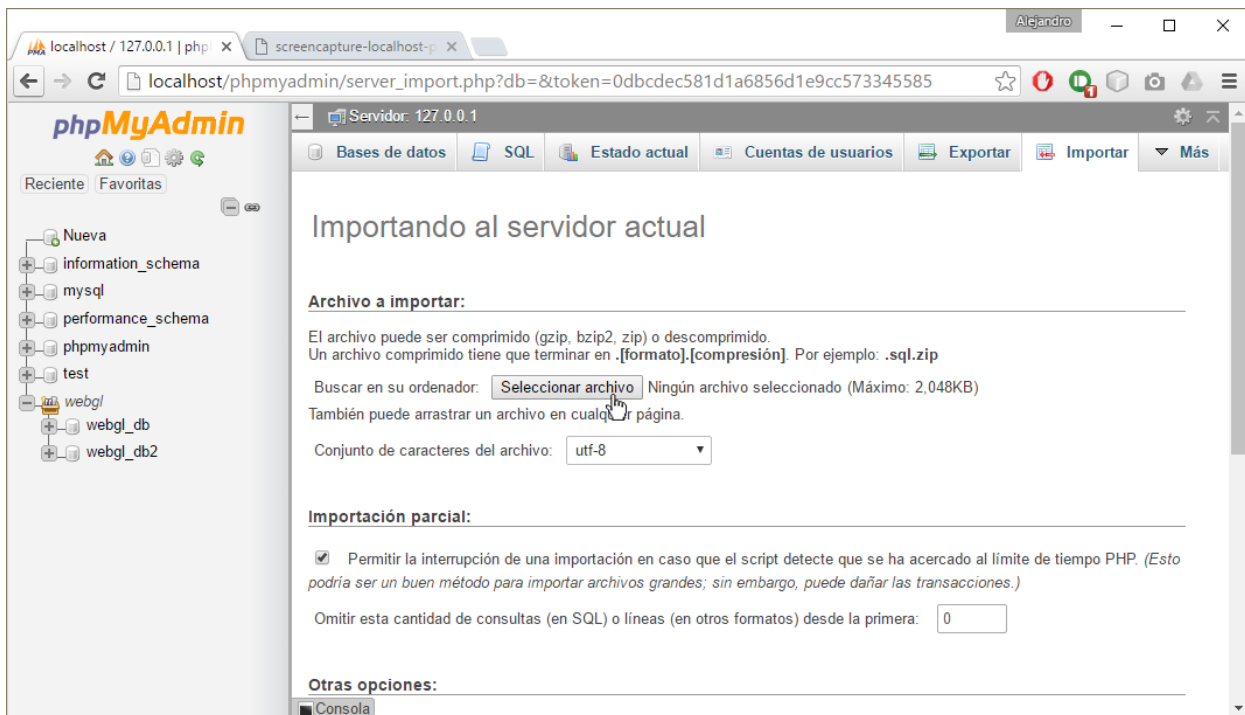 Alejandro
localhost / 127.0.0.1 | php
screencapture-localhost-p
localhost/phpmyadmin/server_import.php?db=&token=0dbcdec581d1a6856d1e9cc573345585
1
phpMyAdmin
Reciente Favoritas
Nueva
information_schema
mysql
performance_schema
phpmyadmin
test
webgl
webgl_db
webgl_db2
Servidor: 127.0.0.1
Bases de datos SQL Estado actual Cuentas de usuarios Exportar Importar Más
Importando al servidor actual
Archivo a importar:
El archivo puede ser comprimido (gzip, bzip2, zip) o descomprimido.
Un archivo comprimido tiene que terminar en .[formato].[compresión]. Por ejemplo: .sql.zip
Buscar en su ordenador: Seleccionar archivo Ningún archivo seleccionado (Máximo: 2,048KB)
También puede arrastrar un archivo en cualquier página.
Conjunto de caracteres del archivo: utf-8
Importación parcial:
Permitir la interrupción de una importación en caso que el script detecte que se ha acercado al límite de tiempo PHP. (Esto
podría ser un buen método para importar archivos grandes; sin embargo, puede dañar las transacciones.)
Omitir esta cantidad de consultas (en SQL) o líneas (en otros formatos) desde la primera: 0
Otras opciones:
Consola